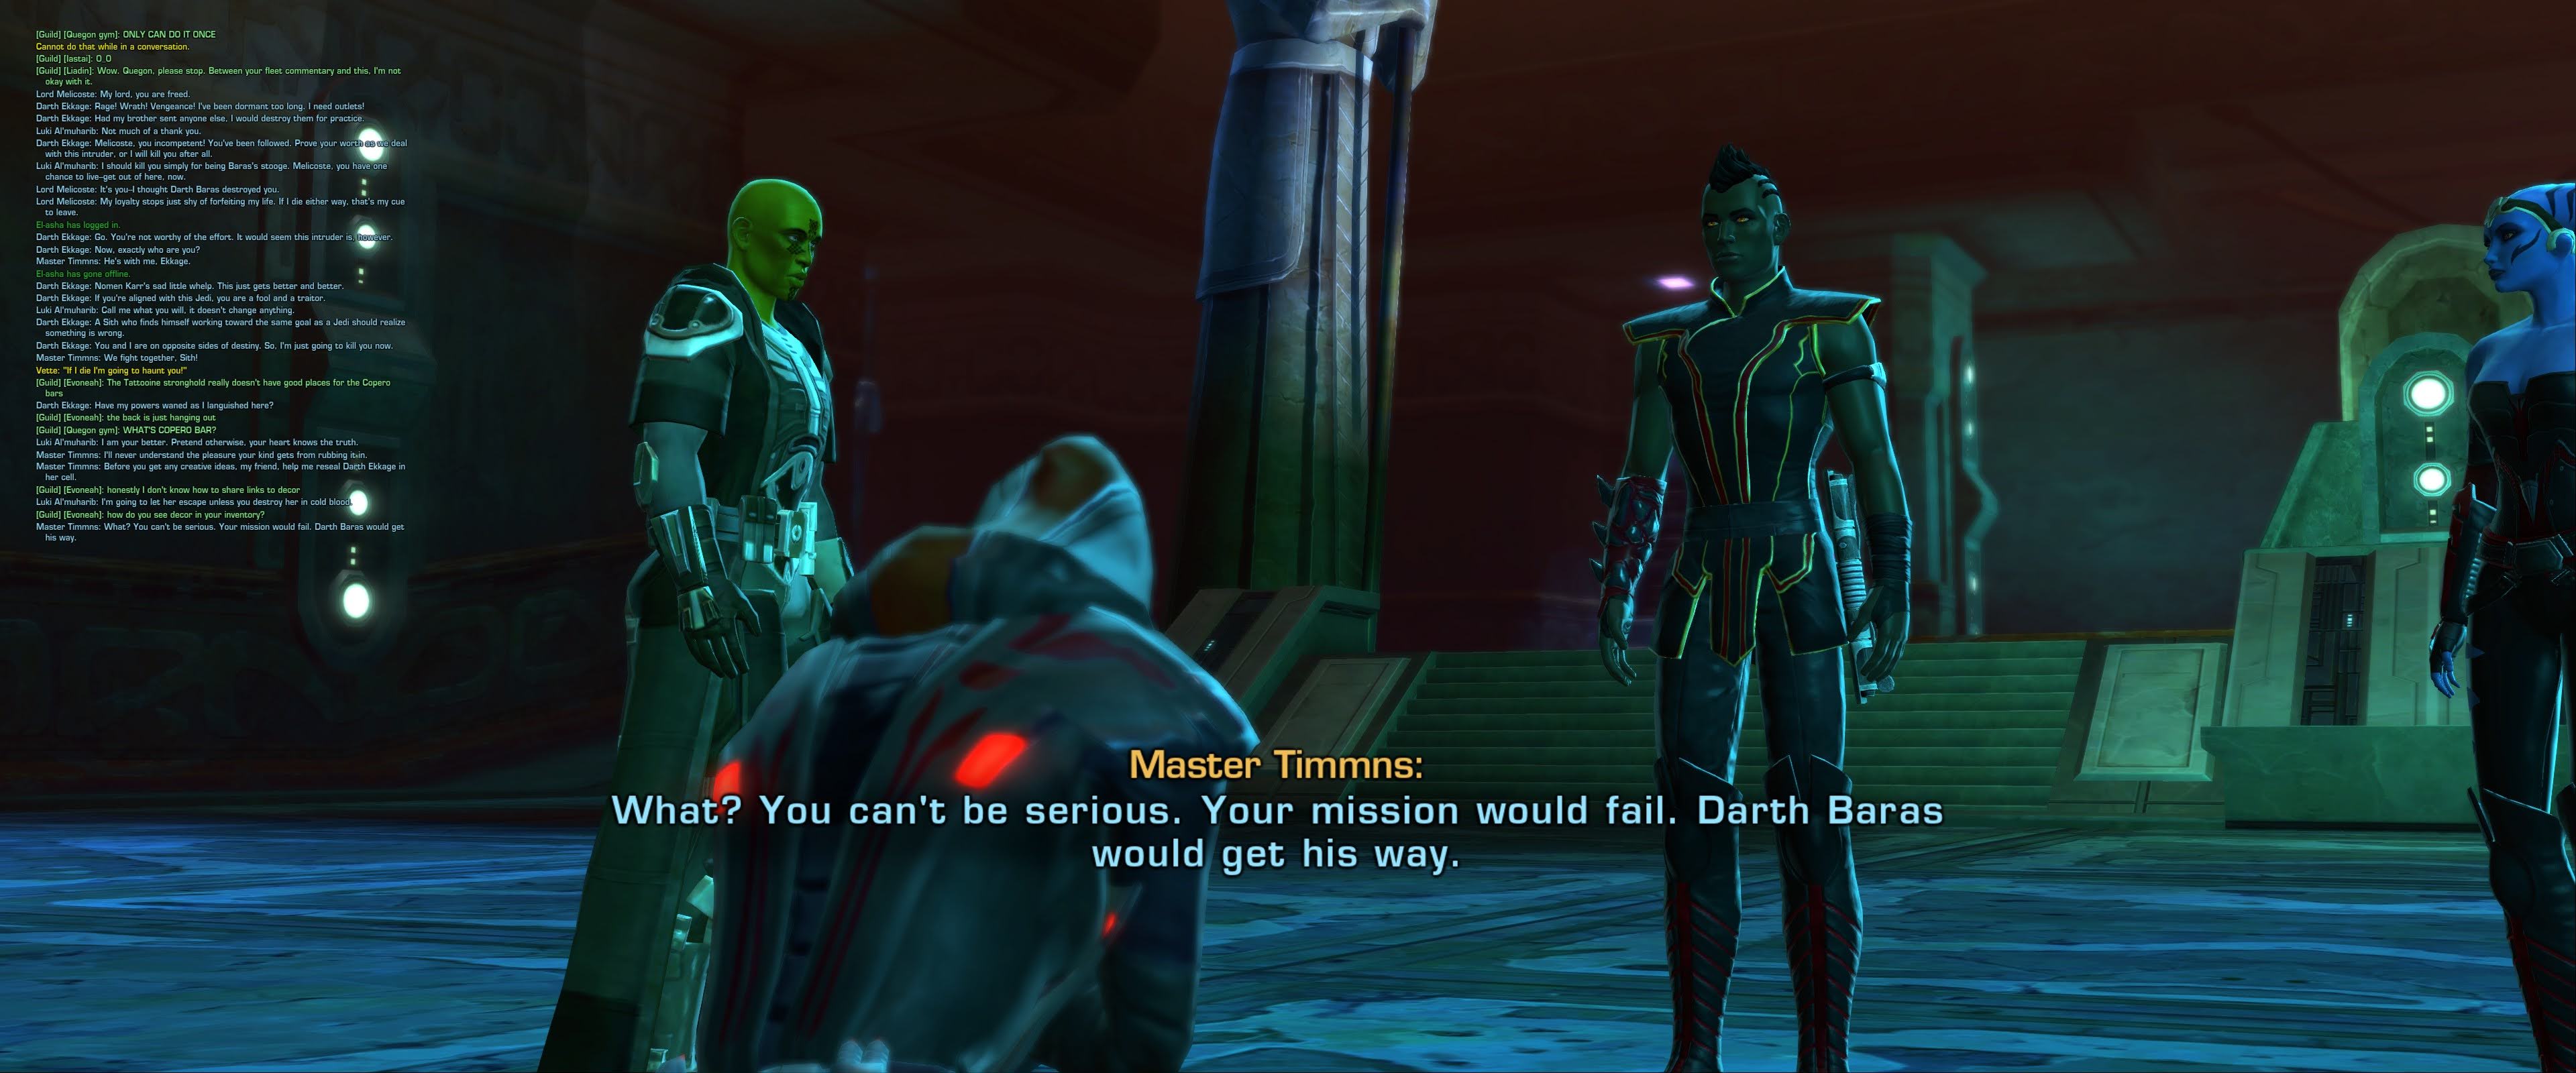 [Guild] [Quegon gym]: ONLY CAN DO IT ONCE
Cannot do that while in a conversation.
[Guild] [Iastai]: O.O
[Guild] [Liadin]: Wow. Quegon, please stop. Between your fleet commentary and this, I'm not
okay with it.
Lord Melicoste: My lord, you are freed.
Darth Ekkage: Rage! Wrath! Vengeance! I've been dormant too long. I need outlets!
Darth Ekkage: Had my brother sent anyone else, I would destroy them for practice.
Luki Al'muharib: Not much of a thank you.
Darth Ekkage: Melicoste, you incompetent! You've been followed. Prove your worth as we deal
with this intruder, or I will kill you after all.
Luki Al'muharib: I should kill you simply for being Baras's stooge. Melicoste, you have one
chance to live–get out of here, now.
Lord Melicoste: It's you–I thought Darth Baras destroyed you.
Lord Melicoste: My loyalty stops just shy of forfeiting my life. If I die either way, that's my cue
to leave.
El-asha has logged in.
Darth Ekkage: Go. You're not worthy of the effort. It would seem this intruder is, however.
Darth Ekkage: Now, exactly who are you?
Master Timmns: He's with me, Ekkage.
El-asha has gone offline.
Darth Ekkage: Nomen Karr's sad little whelp. This just gets better and better.
Darth Ekkage: If you're aligned with this Jedi, you are a fool and a traitor.
Luki Al'muharib: Call me what you will, it doesn't change anything.
Darth Ekkage: A Sith who finds himself working toward the same goal as a Jedi should realize
something is wrong.
Darth Ekkage: You and I are on opposite sides of destiny. So, I'm just going to kill you now.
Master Timmns: We fight together, Sith!
Vette: "If I die I'm going to haunt you!"
[Guild] [Evoneah]: The Tattooine stronghold really doesn't have good places for the Copero
bars
Darth Ekkage: Have my powers waned as I languished here?
[Guild] [Evoneah]: the back is just hanging out
[Guild] [Quegon gym]: WHAT'S COPERO BAR?
Luki Al'muharib: I am your better. Pretend otherwise, your heart knows the truth.
Master Timmns: I'll never understand the pleasure your kind gets from rubbing it in.
Master Timmns: Before you get any creative ideas, my friend, help me reseal Darth Ekkage in
her cell.
[Guild] [Evoneah]: honestly I don't know how to share links to decor
Luki Al'muharib: I'm going to let her escape unless you destroy her in cold blood.
[Guild] [Evoneah]: how do you see decor in your inventory?
Master Timmns: What? You can't be serious. Your mission would fail. Darth Baras would get
his way.
Master Timmns:
What? You can't be serious. Your mission would fail. Darth Baras
would get his way.